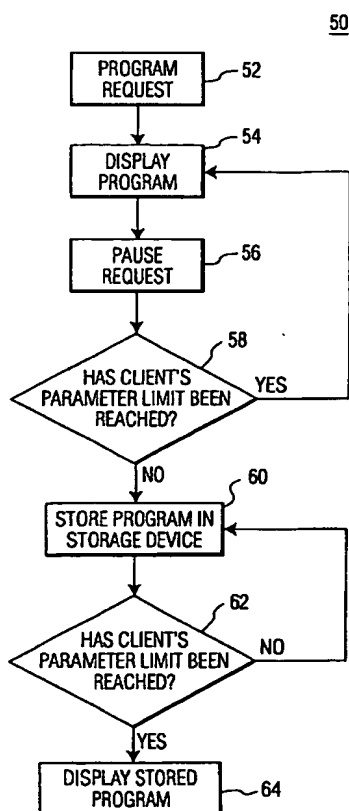 50
PROGRAM
REQUEST
52
DISPLAY
PROGRAM
54
PAUSE
REQUEST
56
HAS CLIENT'S
PARAMETER LIMIT BEEN
REACHED?
58
YES
NO
STORE PROGRAM IN
STORAGE DEVICE
60
HAS CLIENT'S
PARAMETER LIMIT BEEN
REACHED?
62
NO
YES
DISPLAY STORED
PROGRAM
64